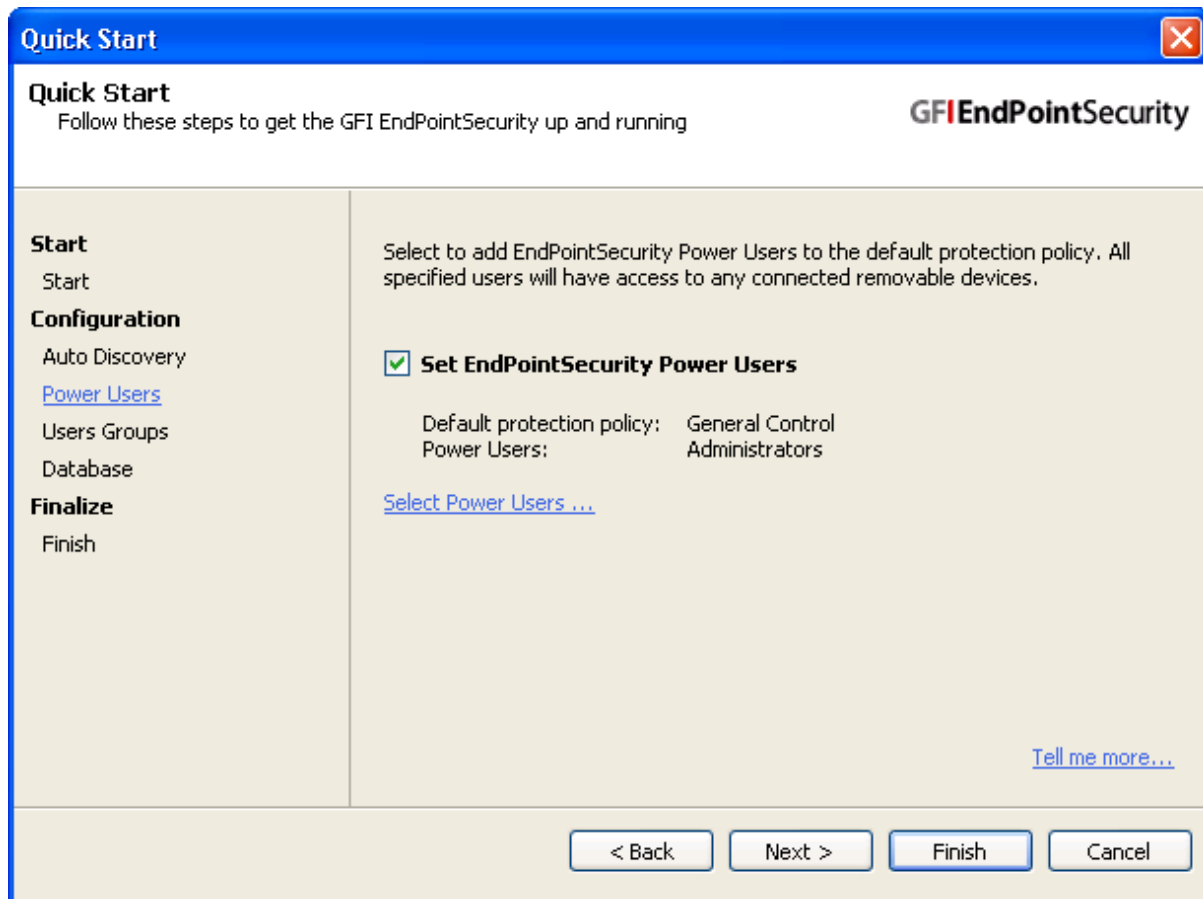 Quick Start
Quick Start
Follow these steps to get the GFI EndPointSecurity up and running
GFI EndPointSecurity
Start
Start
Configuration
Auto Discovery
Power Users
Users Groups
Database
Finalize
Finish
Select to add EndPointSecurity Power Users to the default protection policy. All
specified users will have access to any connected removable devices.
Set EndPointSecurity Power Users
Default protection policy: General Control
Power Users: Administrators
Select Power Users ...
Tell me more...
< Back
Next >
Finish
Cancel